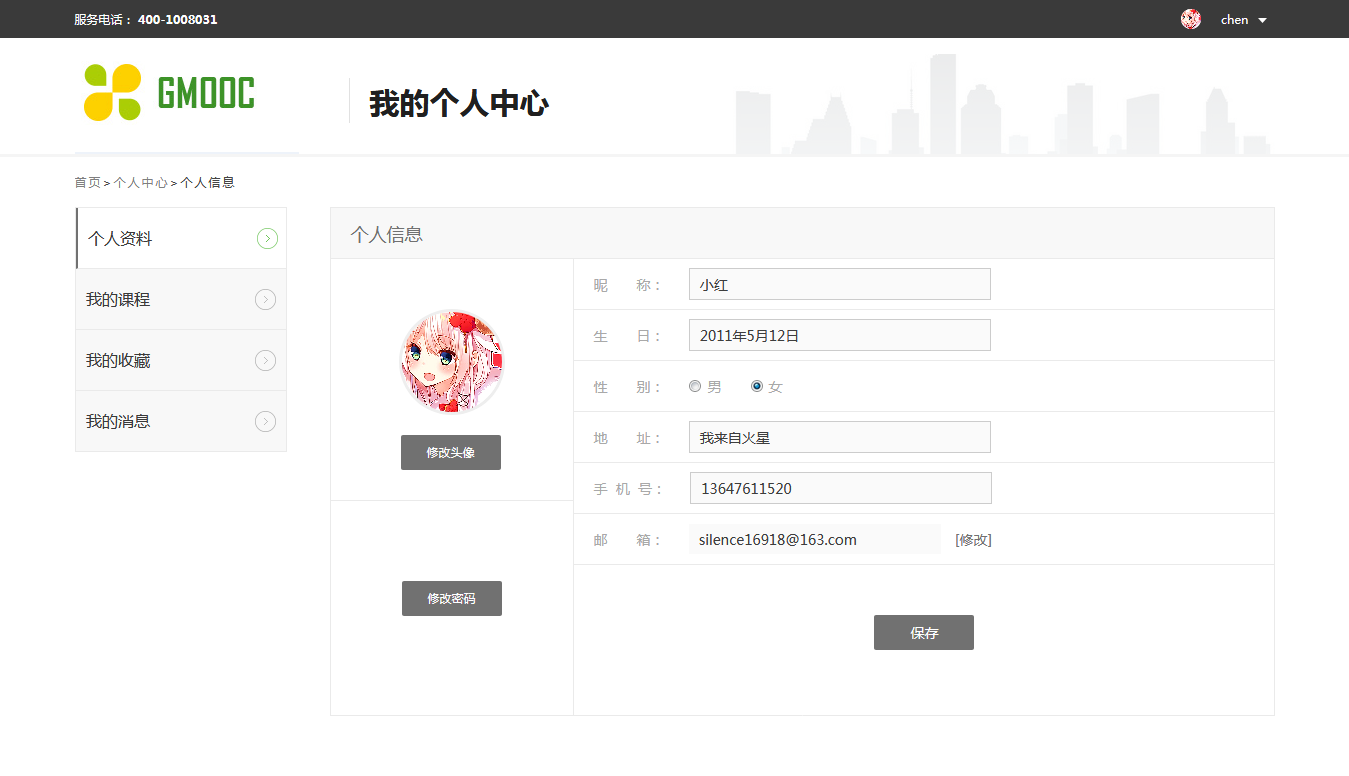 服务电话： 400-1008031
chen
GMOOC
我的个人中心
首页>个人中心>个人信息
个人资料
我的课程
我的收藏
我的消息
个人信息
修改头像
修改密码
昵 称： 小红
生 日： 2011年5月12日
性 别： 男 女
地 址： 我来自火星
手 机 号： 13647611520
邮 箱： silence16918@163.com [修改]
保存